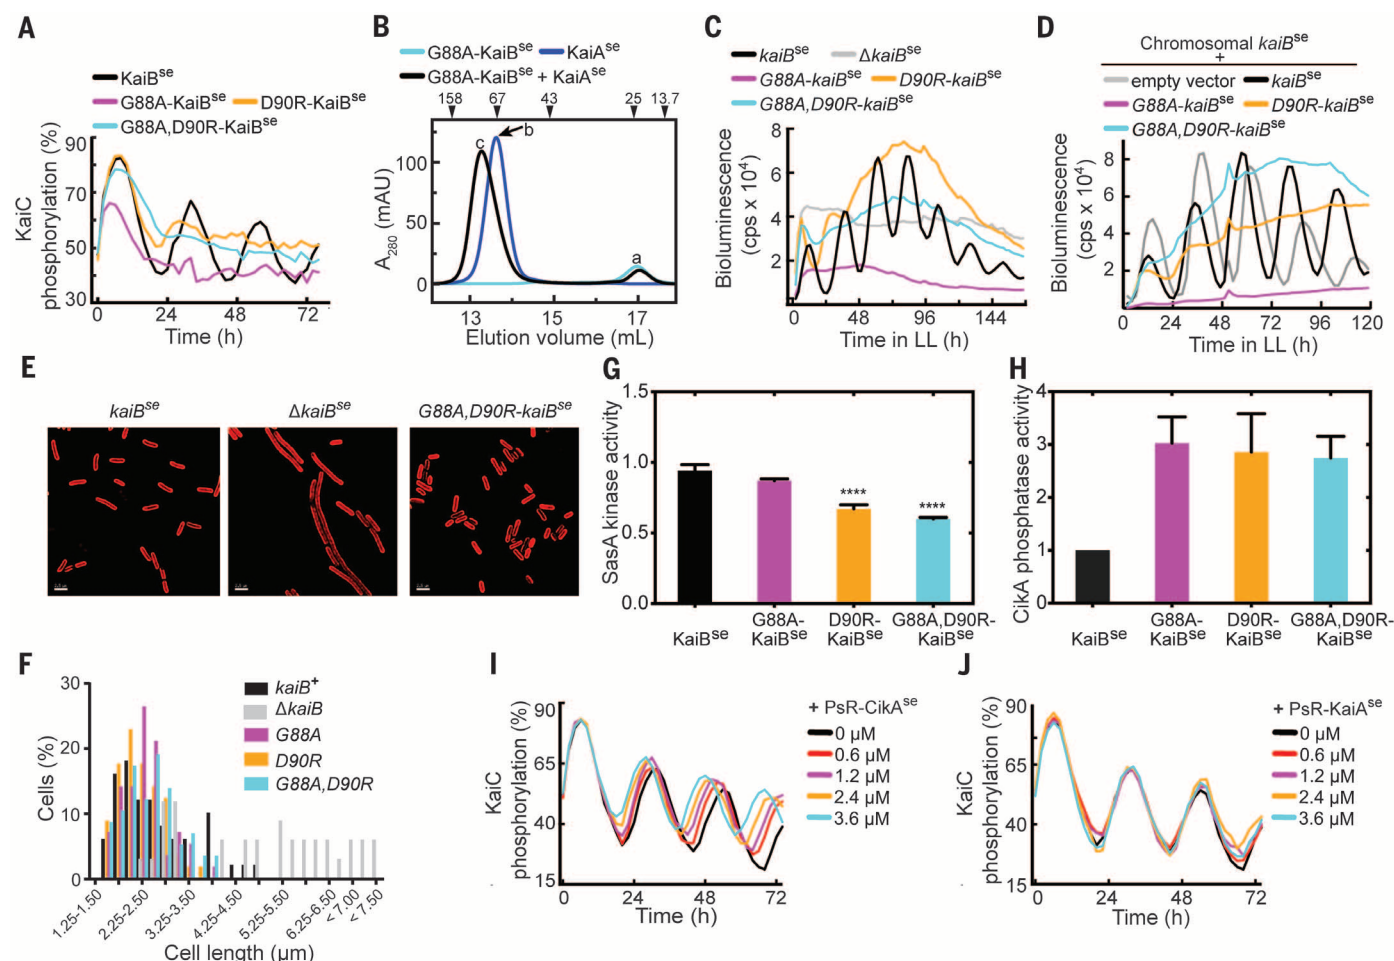 A
KaiB^se
G88A-KaiB^se D90R-KaiB^se
G88A,D90R-KaiB^se
KaiC
phosphorylation (%)
90
70
50
30
0 24 48 72
Time (h)
B
G88A-KaiB^se KaiA^se
G88A-KaiB^se + KaiA^se
158 67 43 25 13.7
c b a
A280 (mAU)
100
50
0
13 15 17
Elution volume (mL)
C
kaiB^se ΔkaiB^se
G88A-kaiB^se D90R-kaiB^se
G88A,D90R-kaiB^se
Bioluminescence
(cps x 10^4)
8
6
4
2
0 48 96 144
Time in LL (h)
D
Chromosomal kaiB^se
+
empty vector kaiB^se
G88A-kaiB^se D90R-kaiB^se
G88A,D90R-kaiB^se
Bioluminescence
(cps x 10^4)
8
6
4
2
0 24 48 72 96 120
Time in LL (h)
E
kaiB^se ΔkaiB^se G88A,D90R-kaiB^se
F
kaiB^+
ΔkaiB
G88A
D90R
G88A,D90R
Cells (%)
30
20
10
0
1.25-1.50 2.25-2.50 3.25-3.50 4.25-4.50 5.25-5.50 6.25-6.50 < 7.00 < 7.50
Cell length (µm)
G
SasA kinase activity
1.5
1.0
0.5
0.0
**** ****
KaiB^se G88A-KaiB^se D90R-KaiB^se G88A,D90R-KaiB^se
H
CikA phosphatase activity
4
3
2
1
0
KaiB^se G88A-KaiB^se D90R-KaiB^se G88A,D90R-KaiB^se
I
KaiC
phosphorylation (%)
90
65
40
15
0 24 48 72
Time (h)
+ PsR-CikA^se
0 µM
0.6 µM
1.2 µM
2.4 µM
3.6 µM
J
KaiC
phosphorylation (%)
90
65
40
15
0 24 48 72
Time (h)
+ PsR-KaiA^se
0 µM
0.6 µM
1.2 µM
2.4 µM
3.6 µM